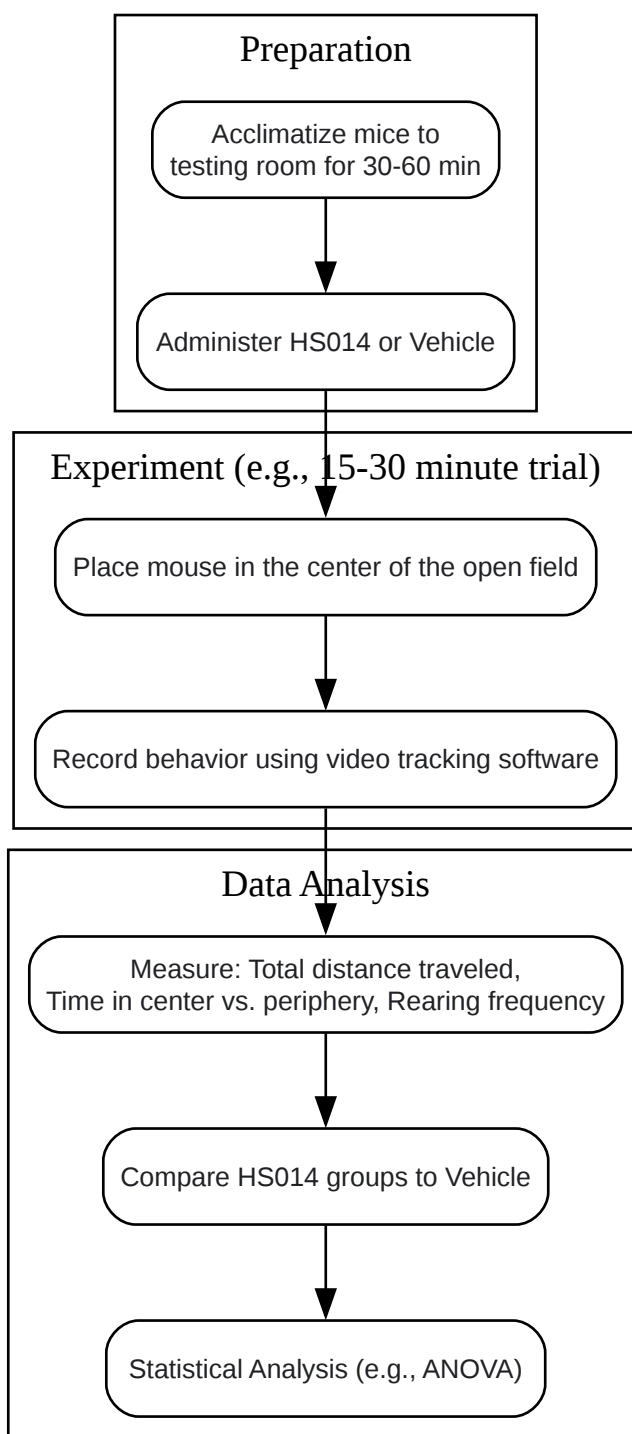 Preparation
Acclimatize mice to
testing room for 30-60 min
Administer HS014 or Vehicle
Experiment (e.g., 15-30 minute trial)
Place mouse in the center of the open field
Record behavior using video tracking software
Data Analysis
Measure: Total distance traveled,
Time in center vs. periphery, Rearing frequency
Compare HS014 groups to Vehicle
Statistical Analysis (e.g., ANOVA)